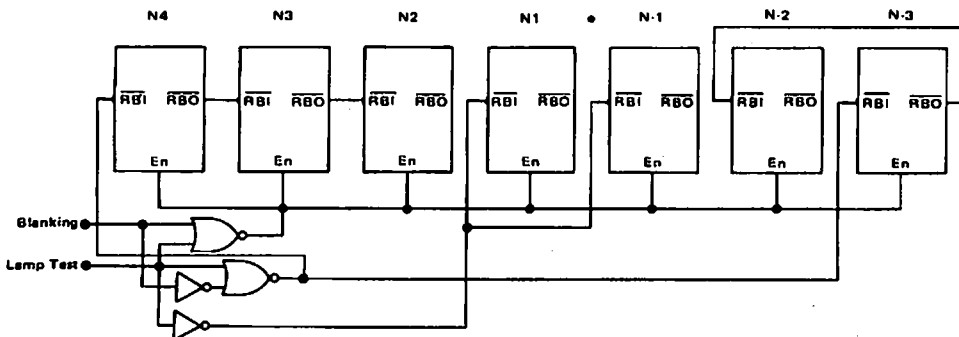 N4 N3 N2 N1 N-1 N-2 N-3
RBI RBO RBI RBO RBI RBO RBI RBO RBI RBO RBI RBO RBI RBO
En En En En En En En
Blanking
Lamp Test